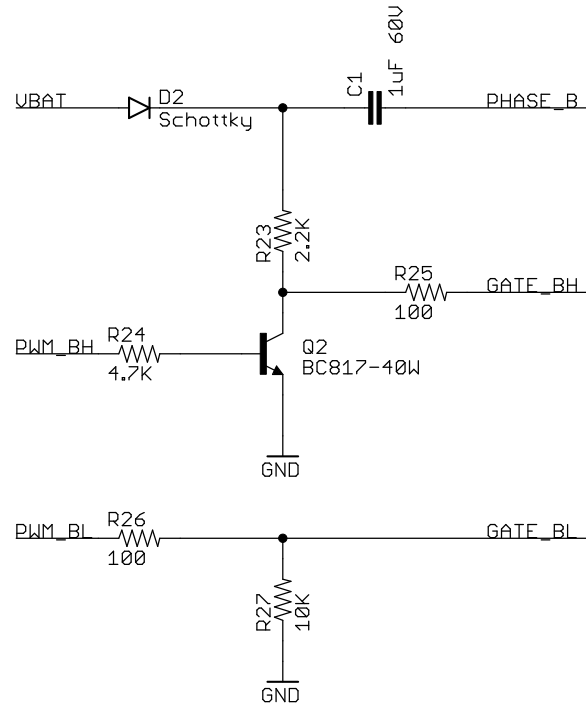 VBAT
D2
Schottky
C1
1uF 60V
PHASE_B
R23
2.2K
R25
100
GATE_BH
PWM_BH
R24
4.7K
Q2
BC817-40W
GND
PWM_BL
R26
100
GATE_BL
R27
10K
GND